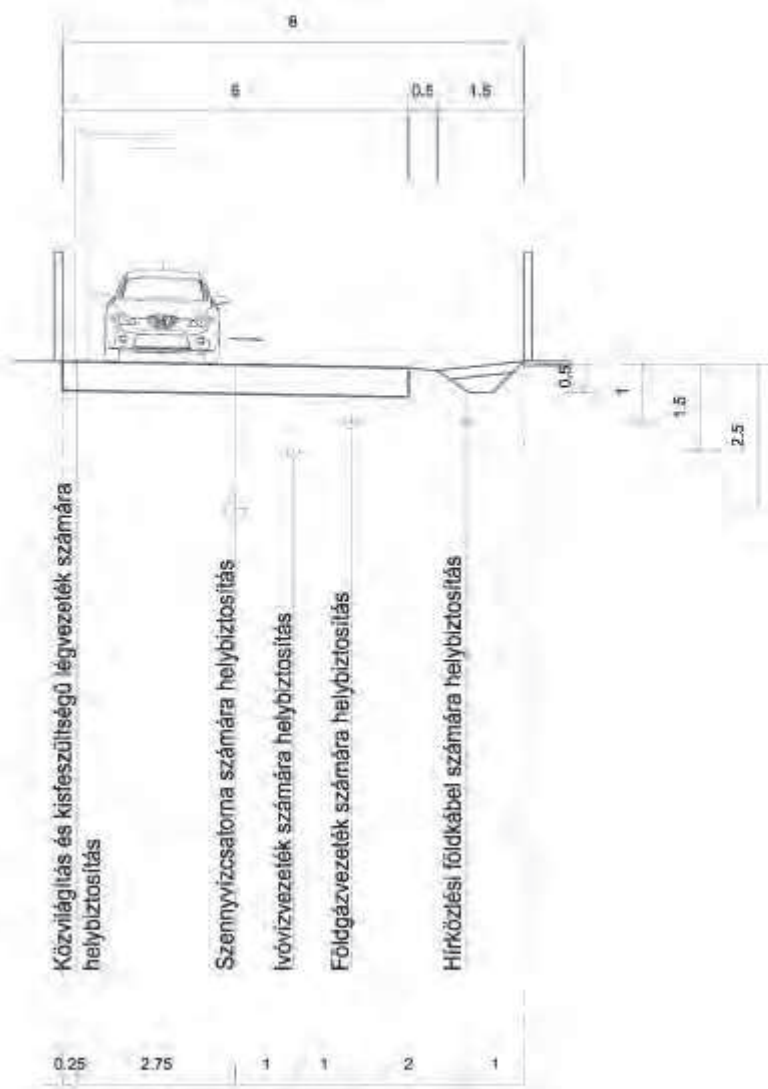 8
6 0.5 1.5
0.5
1
1.5
2.5
Közvilágítás és kisfeszültségű légvezeték számára
helybiztosítás
Szennyvízcsatorna számára helybiztosítás
Ivóvízvezeték számára helybiztosítás
Földgázvezeték számára helybiztosítás
Hírközlési földkábel számára helybiztosítás
0.25 2.75 1 1 2 1